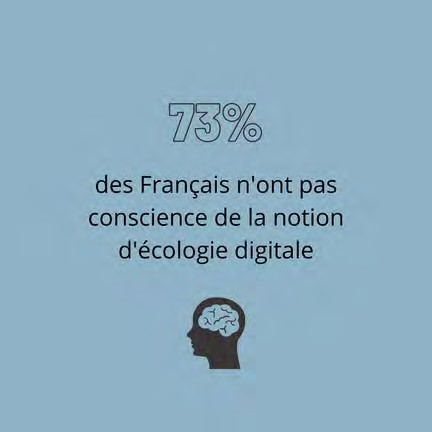 73%
des Français n'ont pas
conscience de la notion
d'écologie digitale